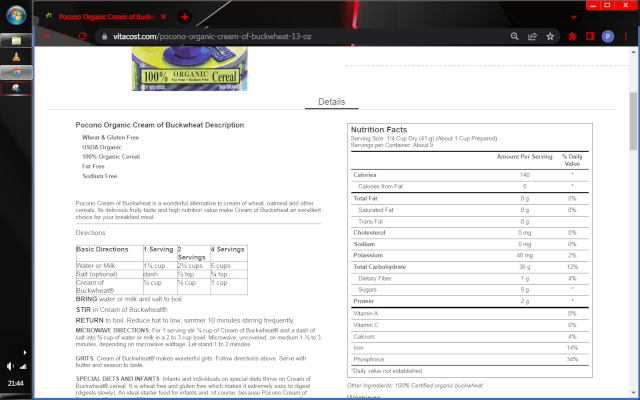 Pocono Organic Cream of Buckw
vitacost.com/pocono-organic-cream-of-buckwheat-13-oz
100% ORGANIC Cereal
Fat Free • Sodium Free
Details
Pocono Organic Cream of Buckwheat Description
Wheat & Gluten Free
USDA Organic
100% Organic Cereal
Fat Free
Sodium Free
Pocono Cream of Buckwheat is a wonderful alternative to cream of wheat, oatmeal and other
cereals. Its delicious fruity taste and high nutrition value make Cream of Buckwheat an excellent
choice for your breakfast meal.
Directions
Basic Directions 1 Serving 2 Servings 4 Servings
Water or Milk 1¼ cup 2½ cups 5 cups
Salt (optional) dash tsp. tsp.
Cream of Buckwheat® ¼ cup ½ cup 1 cup
BRING water or milk and salt to boil.
STIR in Cream of Buckwheat®.
RETURN to boil. Reduce hat to low; simmer 10 minutes stirring frequently.
MICROWAVE DIRECTIONS: For 1 serving stir ¼ cup of Cream of Buckwheat® and a dash of
salt into ¾ cup of water or milk in a 2 to 3 cup bowl. Microwave, uncovered, on medium 1-½ to 3
minutes, depending on microwave wattage. Let stand 1 to 2 minutes.
GRITS: Cream of Buckwheat® makes wonderful grits. Follow directions above. Serve with
butter and season to taste.
SPECIAL DIETS AND INFANTS: Infants and individuals on special diets thrive on Cream of
Buckwheat® cereal. It is wheat free and gluten free which makes it extremely easy to digest
(digests slowly). An ideal starter food for infants and, of course, because Pocono Cream of
Nutrition Facts
Serving Size: 1/4 Cup Dry (41 g) (About 1 Cup Prepared)
Servings per Container: About 9
Amount Per Serving % Daily Value
Calories 140 *
Calories from Fat 0 *
Total Fat 0 g 0%
Saturated Fat 0 g 0%
Trans Fat 0 g
Cholesterol 0 mg 0%
Sodium 0 mg 0%
Potassium 40 mg 2%
Total Carbohydrate 36 g 12%
Dietary Fiber 1 g 4%
Sugars 0 g *
Protein 2 g *
Vitamin A 0%
Vitamin C 0%
Calcium 4%
Iron 14%
Phosphorus 34%
*Daily value not established.
Other Ingredients: 100% Certified organic buckwheat.
Warnings
21:44